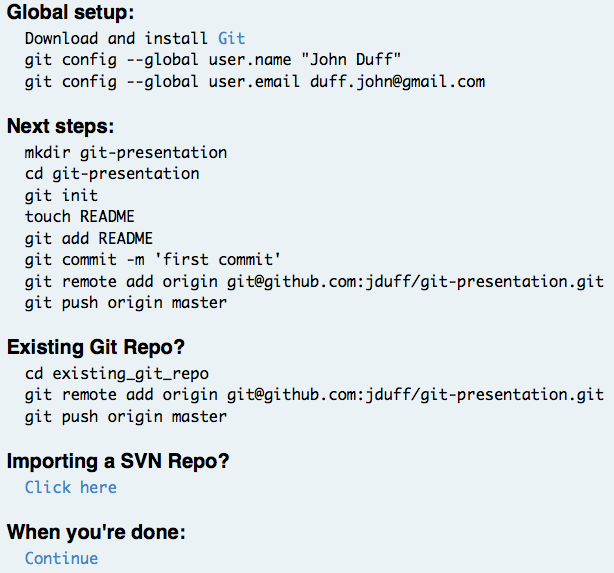 Global setup:
Download and install Git
git config --global user.name "John Duff"
git config --global user.email duff.john@gmail.com
Next steps:
mkdir git-presentation
cd git-presentation
git init
touch README
git add README
git commit -m 'first commit'
git remote add origin git@github.com:jduff/git-presentation.git
git push origin master
Existing Git Repo?
cd existing_git_repo
git remote add origin git@github.com:jduff/git-presentation.git
git push origin master
Importing a SVN Repo?
Click here
When you're done:
Continue